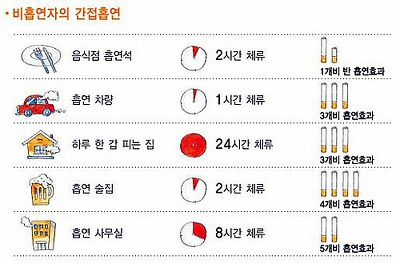 • 비흡연자의 간접흡연
음식점 흡연석 2시간 체류 1개비 반 흡연효과
흡연 차량 1시간 체류 3개비 흡연효과
하루 한 갑 피는 집 24시간 체류 3개비 흡연효과
흡연 술집 2시간 체류 4개비 흡연효과
흡연 사무실 8시간 체류 5개비 흡연효과